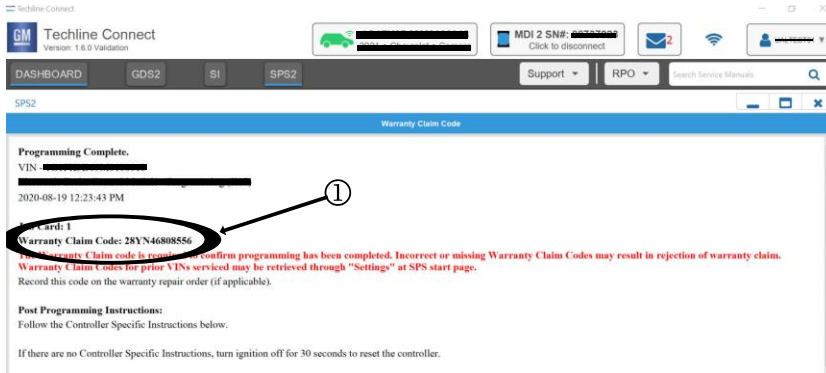 Techline Connect
GM
Techline Connect
Version: 1.6.0 Validation
MDI 2 SN#:
Click to disconnect
2
DASHBOARD GDS2 SI SPS2 Support RPO Search Service Manuals
SPS2
Warranty Claim Code
Programming Complete.
VIN -
2020-08-19 12:23:43 PM
①
Card: 1
Warranty Claim Code: 28YN46808556
The Warranty Claim code is required to confirm programming has been completed. Incorrect or missing Warranty Claim Codes may result in rejection of warranty claim.
Warranty Claim Codes for prior VINs serviced may be retrieved through "Settings" at SPS start page.
Record this code on the warranty repair order (if applicable).
Post Programming Instructions:
Follow the Controller Specific Instructions below.
If there are no Controller Specific Instructions, turn ignition off for 30 seconds to reset the controller.